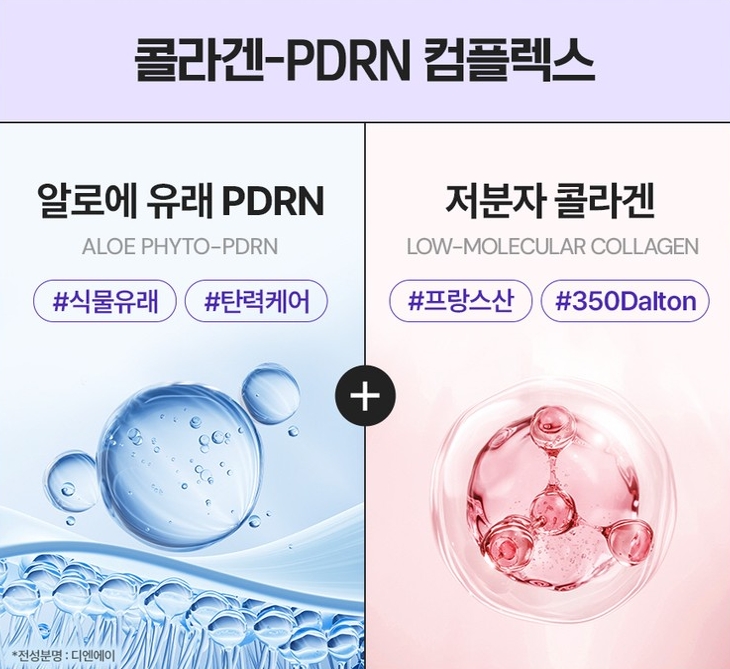 콜라겐-PDRN 컴플렉스
알로에 유래 PDRN
ALOE PHYTO-PDRN
#식물유래 #탄력케어
저분자 콜라겐
LOW-MOLECULAR COLLAGEN
#프랑스산 #350Dalton
+
*전성분명 : 디엔에이